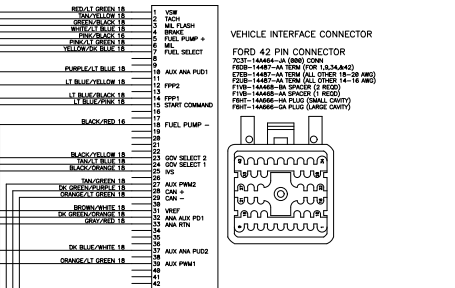 RED/LT GREEN 18
TAN/YELLOW 18
GREEN/BLACK 18
WHITE/LT BLUE 18
PINK/BLACK 16
PINK/LT GREEN 18
YELLOW/DK BLUE 18
PURPLE/LT BLUE 18
LT BLUE/YELLOW 18
LT BLUE/BLACK 18
LT BLUE/PINK 18
BLACK/RED 16
BLACK/YELLOW 18
TAN/LT BLUE 18
BLACK/ORANGE 18
TAN/GREEN 18
DK GREEN/PURPLE 18
ORANGE/LT GREEN 18
BROWN/WHITE 18
DK GREEN/ORANGE 18
GRAY/RED 18
DK BLUE/WHITE 18
ORANGE/LT GREEN 18
1 VSW
2 TACH
3 MIL FLASH
4 BRAKE
5 FUEL PUMP +
6 MIL
7 FUEL SELECT
8
9
10 AUX ANA PUD1
11
12 FPP2
13
14 FPP1
15 START COMMAND
16
17
18 FUEL PUMP -
19
20
21
22
23 GOV SELECT 2
24 GOV SELECT 1
25 IVS
26
27 AUX PWM2
28 CAN +
29 CAN -
30
31 VREF
32 ANA AUX PD1
33 ANA RTN
34
35
36
37 AUX ANA PUD2
38
39 AUX PWM1
40
41
42
VEHICLE INTERFACE CONNECTOR
FORD 42 PIN CONNECTOR
7C3T-14A464-JA (000) CONN
F6DB-14487-AA TERM (FOR 1,9,34,&42)
E7EB-14487-AA TERM (ALL OTHER 18-20 AWG)
F2UB-14487-AA TERM (ALL OTHER 14-16 AWG)
F1VB-14A468-BA SPACER (2 REQD)
F1VB-14A468-AA SPACER (1 REQD)
F6HT-14A666-HA PLUG (SMALL CAVITY)
F6HT-14A666-GA PLUG (LARGE CAVITY)